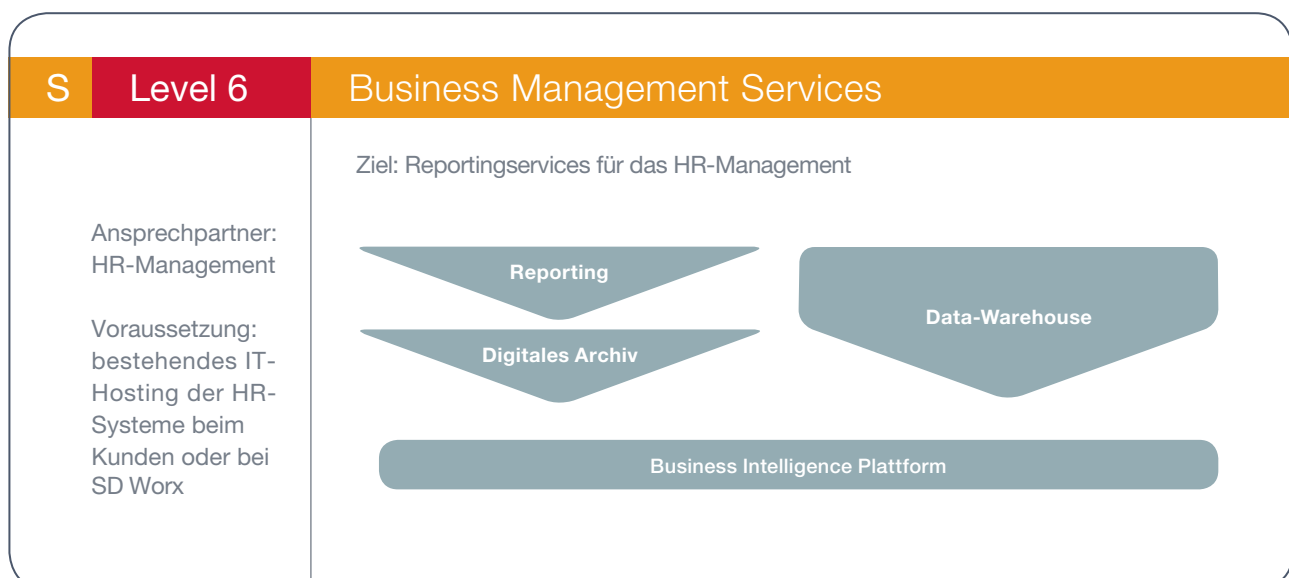 S Level 6 Business Management Services
Ziel: Reportingservices für das HR-Management
Ansprechpartner:
HR-Management
Voraussetzung:
bestehendes IT-
Hosting der HR-
Systeme beim
Kunden oder bei
SD Worx
Reporting
Digitales Archiv
Data-Warehouse
Business Intelligence Plattform